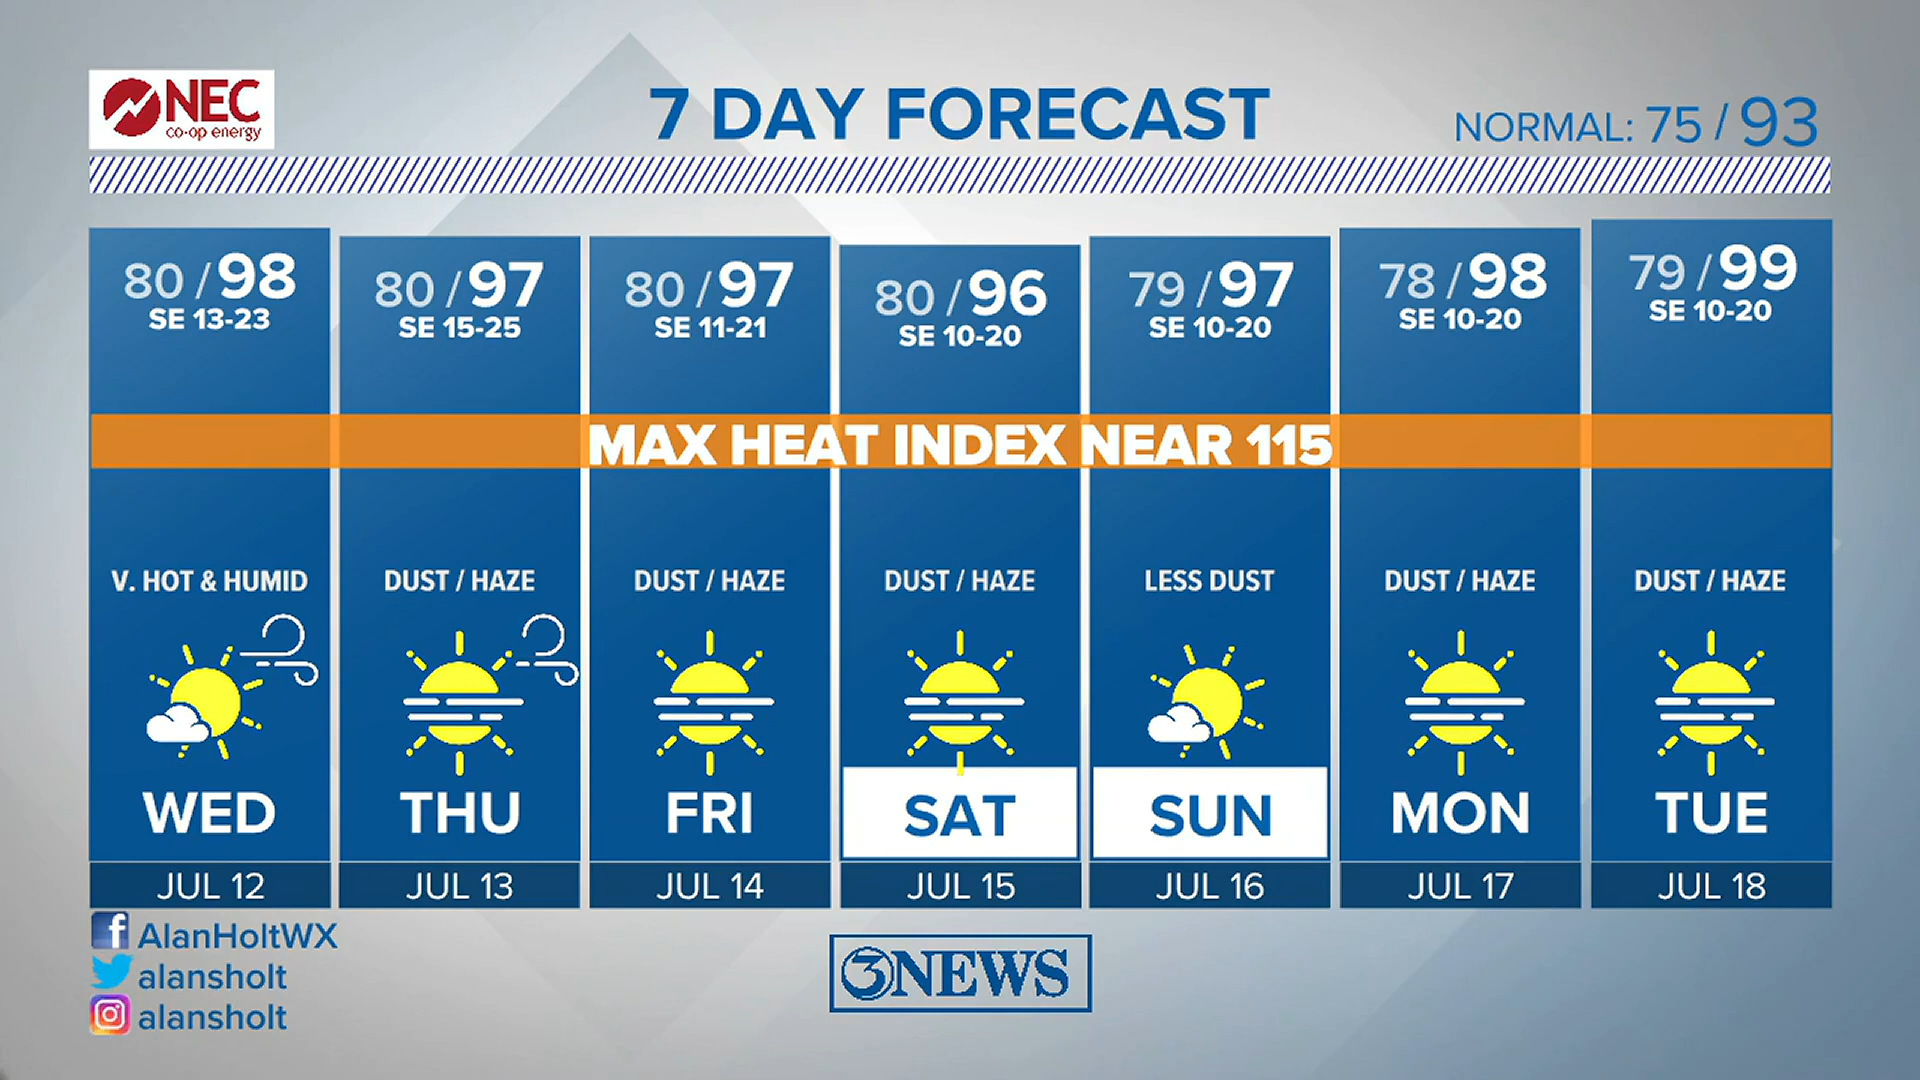 NEC
co-op energy
7 DAY FORECAST
NORMAL: 75 / 93
80 / 98
SE 13-23
80 / 97
SE 15-25
80 / 97
SE 11-21
80 / 96
SE 10-20
79 / 97
SE 10-20
78 / 98
SE 10-20
79 / 99
SE 10-20
MAX HEAT INDEX NEAR 115
V. HOT & HUMID
DUST / HAZE
DUST / HAZE
DUST / HAZE
LESS DUST
DUST / HAZE
DUST / HAZE
WED
THU
FRI
SAT
SUN
MON
TUE
JUL 12
JUL 13
JUL 14
JUL 15
JUL 16
JUL 17
JUL 18
f AlanHoltWX
alansholt
alansholt
3NEWS